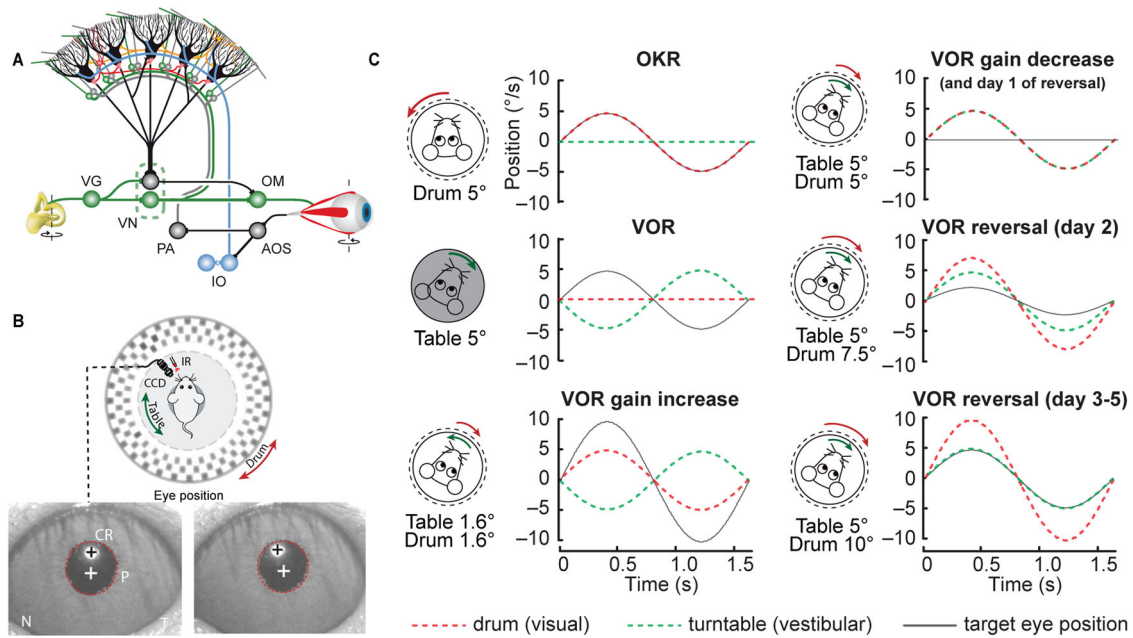 A
VG
OM
VN
PA
AOS
IO
B
IR
CCD
Table
Drum
Eye position
CR
P
N
T
C
OKR
Position (°/s)
10
5
0
−5
−10
Drum 5°
VOR gain decrease
(and day 1 of reversal)
10
5
0
−5
−10
Table 5°
Drum 5°
VOR
10
5
0
−5
−10
Table 5°
VOR reversal (day 2)
10
5
0
−5
−10
Table 5°
Drum 7.5°
VOR gain increase
10
5
0
−5
−10
Table 1.6°
Drum 1.6°
0 0.5 1.0 1.5
Time (s)
VOR reversal (day 3-5)
10
5
0
−5
−10
Table 5°
Drum 10°
0 0.5 1.0 1.5
Time (s)
drum (visual) turntable (vestibular) target eye position